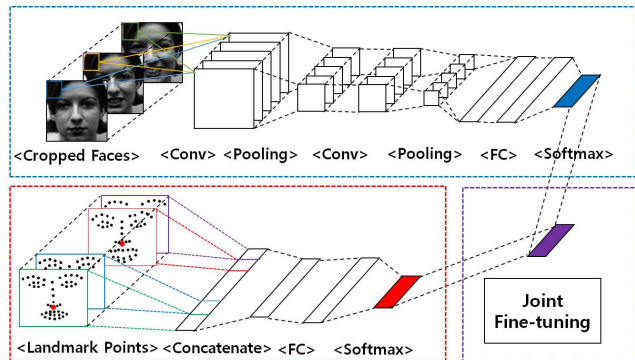 <Cropped Faces> <Conv> <Pooling> <Conv> <Pooling> <FC> <Softmax>
<Landmark Points> <Concatenate> <FC> <Softmax>
Joint
Fine-tuning